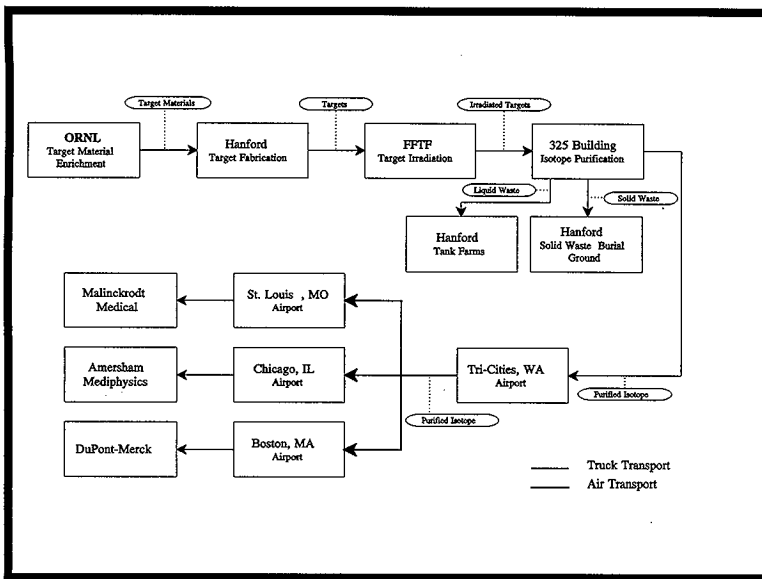 Target Materials
Targets
Irradiated Targets
ORNL
Target Material
Enrichment
Hanford
Target Fabrication
FFTF
Target Irradiation
325 Building
Isotope Purification
Liquid Waste
Solid Waste
Hanford
Tank Farms
Hanford
Solid Waste Burial
Ground
Malinckrodt
Medical
St. Louis , MO
Airport
Amersham
Mediphysics
Chicago, IL
Airport
Tri-Cities, WA
Airport
Purified Isotope
Purified Isotope
DuPont-Merck
Boston, MA
Airport
Truck Transport
Air Transport